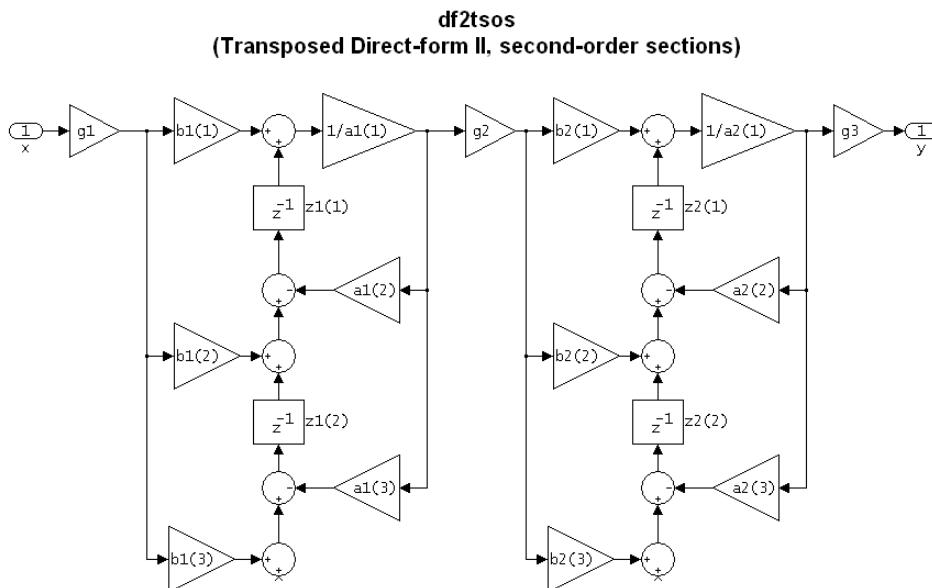 df2tsos
(Transposed Direct-form II, second-order sections)
1
x
g1
b1(1)
+
+
1/a1(1)
g2
b2(1)
+
+
1/a2(1)
g3
1
y
z-1
z1(1)
z-1
z2(1)
-
+
a1(2)
-
+
a2(2)
b1(2)
+
+
b2(2)
+
+
z-1
z1(2)
z-1
z2(2)
-
+
a1(3)
-
+
a2(3)
b1(3)
+
+
b2(3)
+
+